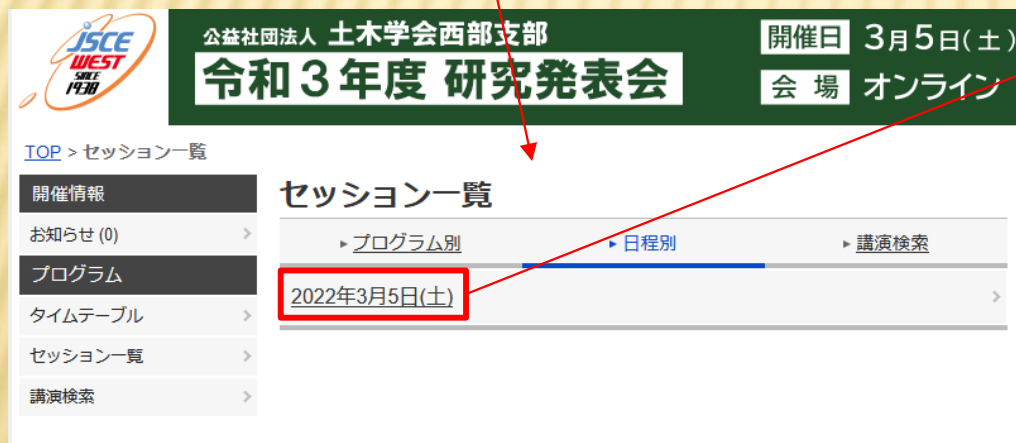 JSCE
WEST
SINCE
1938
公益社団法人 土木学会西部支部
令和３年度 研究発表会
開催日 3月5日(土)
会場 オンライン
TOP > セッション一覧
開催情報
お知らせ (0)
プログラム
タイムテーブル
セッション一覧
講演検索
セッション一覧
プログラム別
日程別
講演検索
2022年3月5日(土)